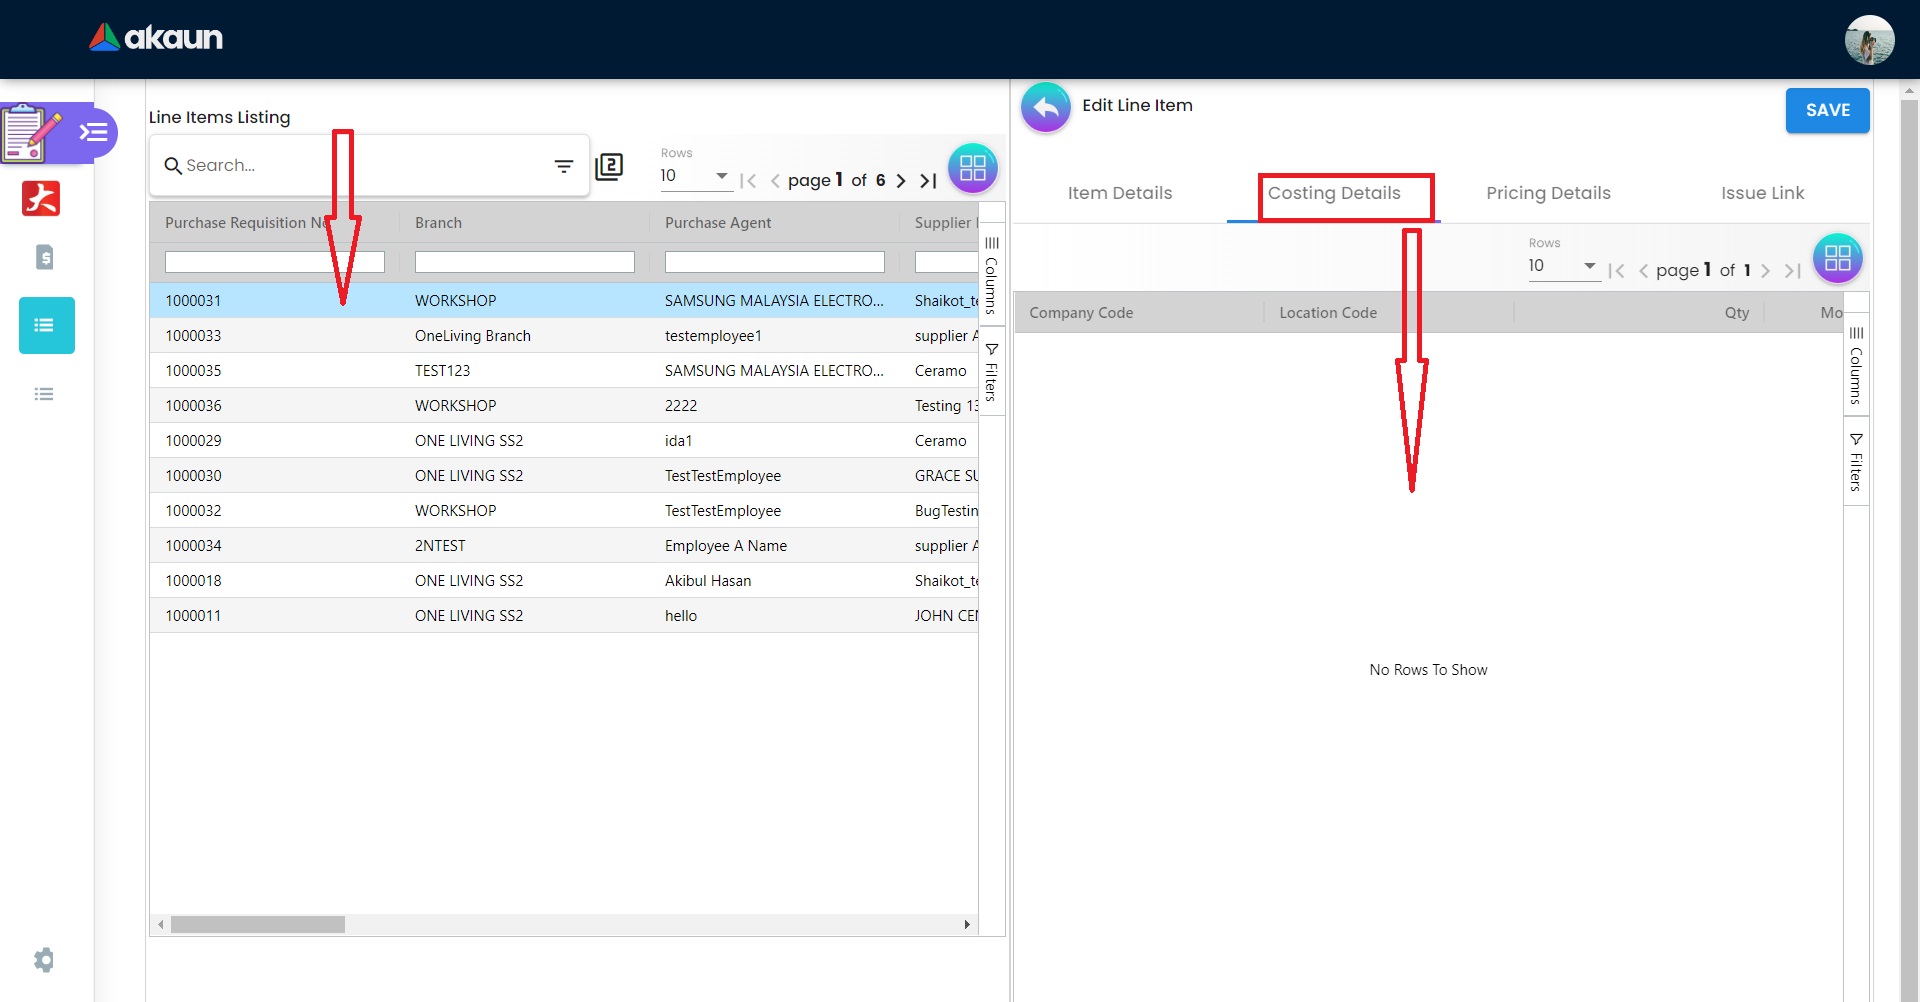 akaun
Line Items Listing
Search...
2
Rows
10
page 1 of 6
Purchase Requisition No
Branch
Purchase Agent
Supplier
1000031 WORKSHOP SAMSUNG MALAYSIA ELECTRO... Shaikot_te
1000033 OneLiving Branch testemployee1 supplier A
1000035 TEST123 SAMSUNG MALAYSIA ELECTRO... Ceramo
1000036 WORKSHOP 2222 Testing 13
1000029 ONE LIVING SS2 ida1 Ceramo
1000030 ONE LIVING SS2 TestTestEmployee GRACE SU
1000032 WORKSHOP TestTestEmployee BugTestin
1000034 2NTEST Employee A Name supplier A
1000018 ONE LIVING SS2 Akibul Hasan Shaikot_te
1000011 ONE LIVING SS2 hello JOHN CEN
Columns
Filters
Edit Line Item
SAVE
Item Details
Costing Details
Pricing Details
Issue Link
Rows
10
page 1 of 1
Company Code
Location Code
Qty
Mo
No Rows To Show
Columns
Filters